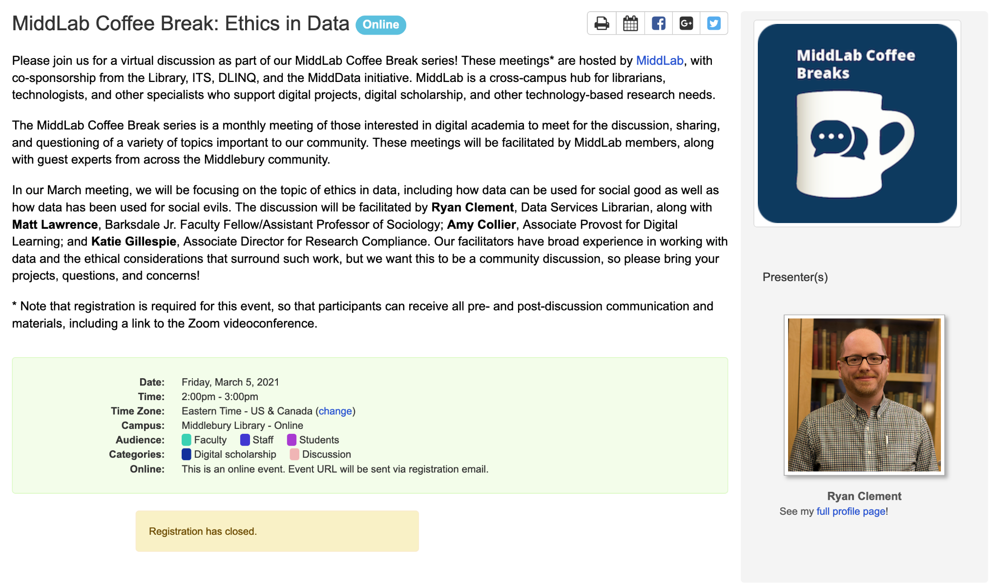 MiddLab Coffee Break: Ethics in Data Online
Please join us for a virtual discussion as part of our MiddLab Coffee Break series! These meetings* are hosted by MiddLab, with
co-sponsorship from the Library, ITS, DLINQ, and the MiddData initiative. MiddLab is a cross-campus hub for librarians,
technologists, and other specialists who support digital projects, digital scholarship, and other technology-based research needs.
The MiddLab Coffee Break series is a monthly meeting of those interested in digital academia to meet for the discussion, sharing,
and questioning of a variety of topics important to our community. These meetings will be facilitated by MiddLab members, along
with guest experts from across the Middlebury community.
In our March meeting, we will be focusing on the topic of ethics in data, including how data can be used for social good as well as
how data has been used for social evils. The discussion will be facilitated by Ryan Clement, Data Services Librarian, along with
Matt Lawrence, Barksdale Jr. Faculty Fellow/Assistant Professor of Sociology; Amy Collier, Associate Provost for Digital
Learning; and Katie Gillespie, Associate Director for Research Compliance. Our facilitators have broad experience in working with
data and the ethical considerations that surround such work, but we want this to be a community discussion, so please bring your
projects, questions, and concerns!
* Note that registration is required for this event, so that participants can receive all pre- and post-discussion communication and
materials, including a link to the Zoom videoconference.
Date: Friday, March 5, 2021
Time: 2:00pm - 3:00pm
Time Zone: Eastern Time - US & Canada (change)
Campus: Middlebury Library - Online
Audience: Faculty Staff Students
Categories: Digital scholarship Discussion
Online: This is an online event. Event URL will be sent via registration email.
Registration has closed.
MiddLab Coffee
Breaks
Presenter(s)
Ryan Clement
See my full profile page!